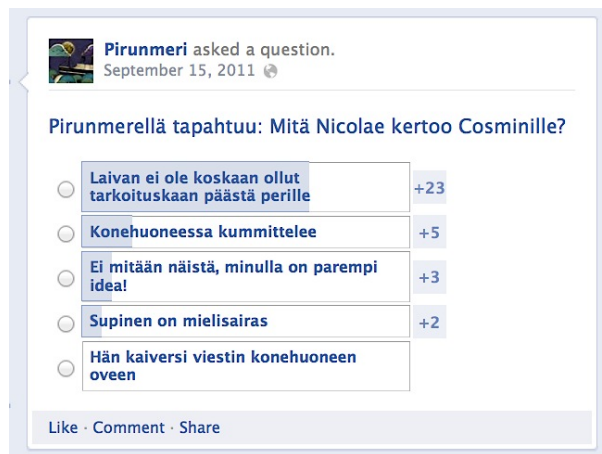 Pirunmeri asked a question.
September 15, 2011
Pirunmerellä tapahtuu: Mitä Nicolae kertoo Cosminille?
Laivan ei ole koskaan ollut
tarkoituskaan päästä perille
+23
Konehuoneessa kummittelee
+5
Ei mitään näistä, minulla on parempi
idea!
+3
Supinen on mielisairas
+2
Hän kaiversi viestin konehuoneen
oveen
Like · Comment · Share